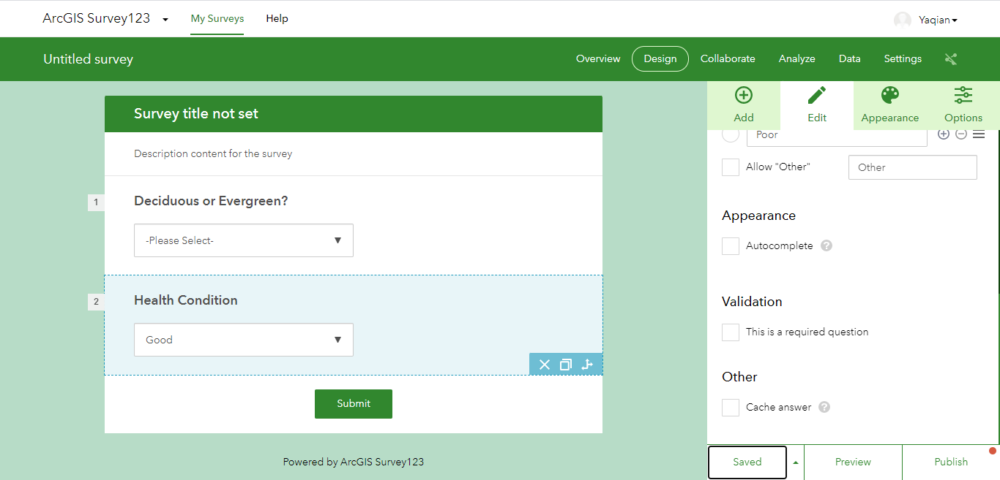 ArcGIS Survey123 My Surveys Help Yaqian
Untitled survey Overview Design Collaborate Analyze Data Settings
Survey title not set
Description content for the survey
1 Deciduous or Evergreen?
-Please Select-
2 Health Condition
Good
Submit
Powered by ArcGIS Survey123
Add Edit Appearance Options
Poor
Allow "Other" Other
Appearance
Autocomplete ?
Validation
This is a required question
Other
Cache answer ?
Saved Preview Publish